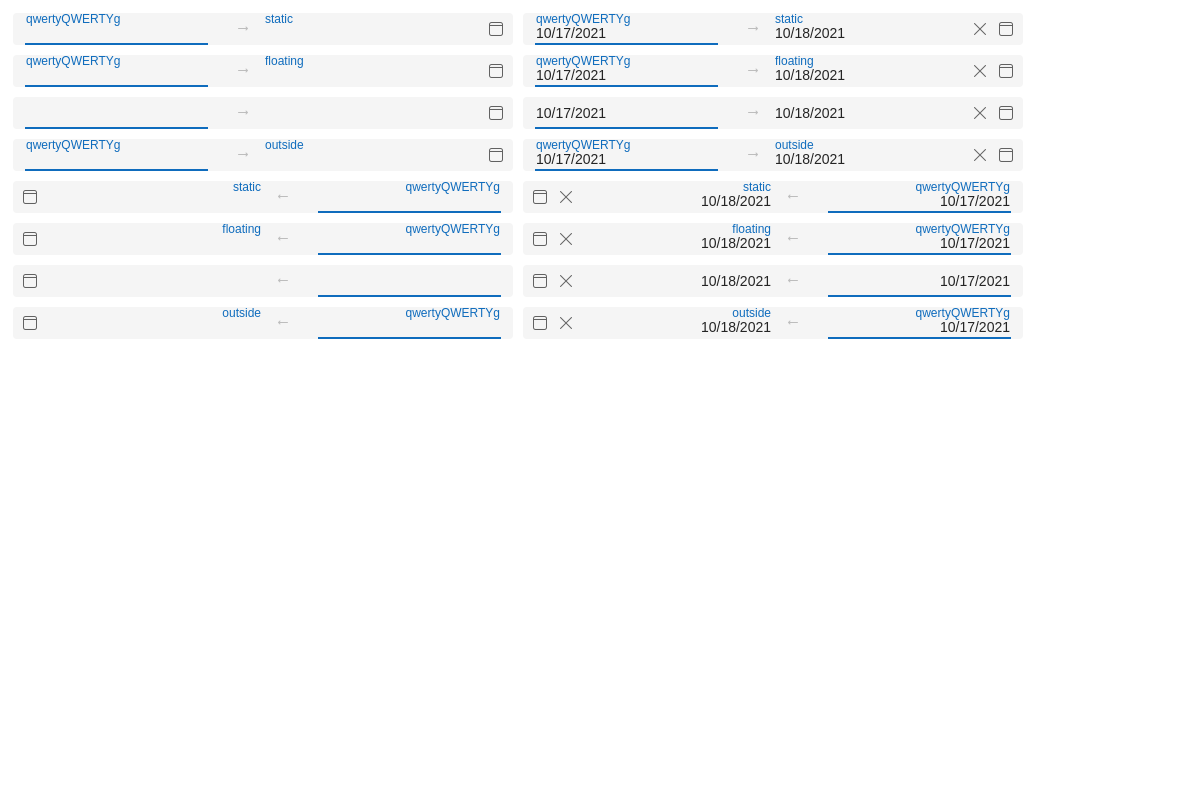 qwertyQWERTYg → static
qwertyQWERTYg static
10/17/2021 → 10/18/2021
qwertyQWERTYg → floating
qwertyQWERTYg floating
10/17/2021 → 10/18/2021
→
10/17/2021 → 10/18/2021
qwertyQWERTYg → outside
qwertyQWERTYg outside
10/17/2021 → 10/18/2021
static ← qwertyQWERTYg
static qwertyQWERTYg
10/18/2021 ← 10/17/2021
floating ← qwertyQWERTYg
floating qwertyQWERTYg
10/18/2021 ← 10/17/2021
←
10/18/2021 ← 10/17/2021
outside ← qwertyQWERTYg
outside qwertyQWERTYg
10/18/2021 ← 10/17/2021